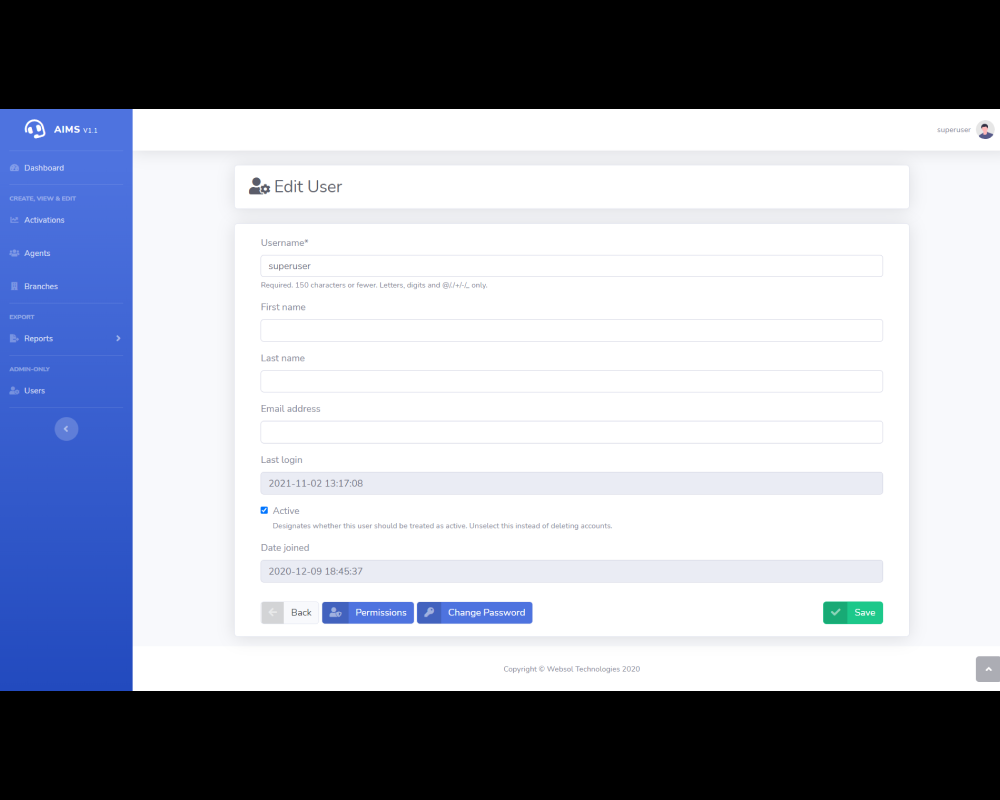 AIMS V1.1
superuser
Dashboard
CREATE, VIEW & EDIT
Activations
Agents
Branches
EXPORT
Reports
ADMIN-ONLY
Users
Edit User
Username*
superuser
Required. 150 characters or fewer. Letters, digits and @/./+/-/_ only.
First name
Last name
Email address
Last login
2021-11-02 13:17:08
Active
Designates whether this user should be treated as active. Unselect this instead of deleting accounts.
Date joined
2020-12-09 18:45:37
Back
Permissions
Change Password
Save
Copyright © Websol Technologies 2020